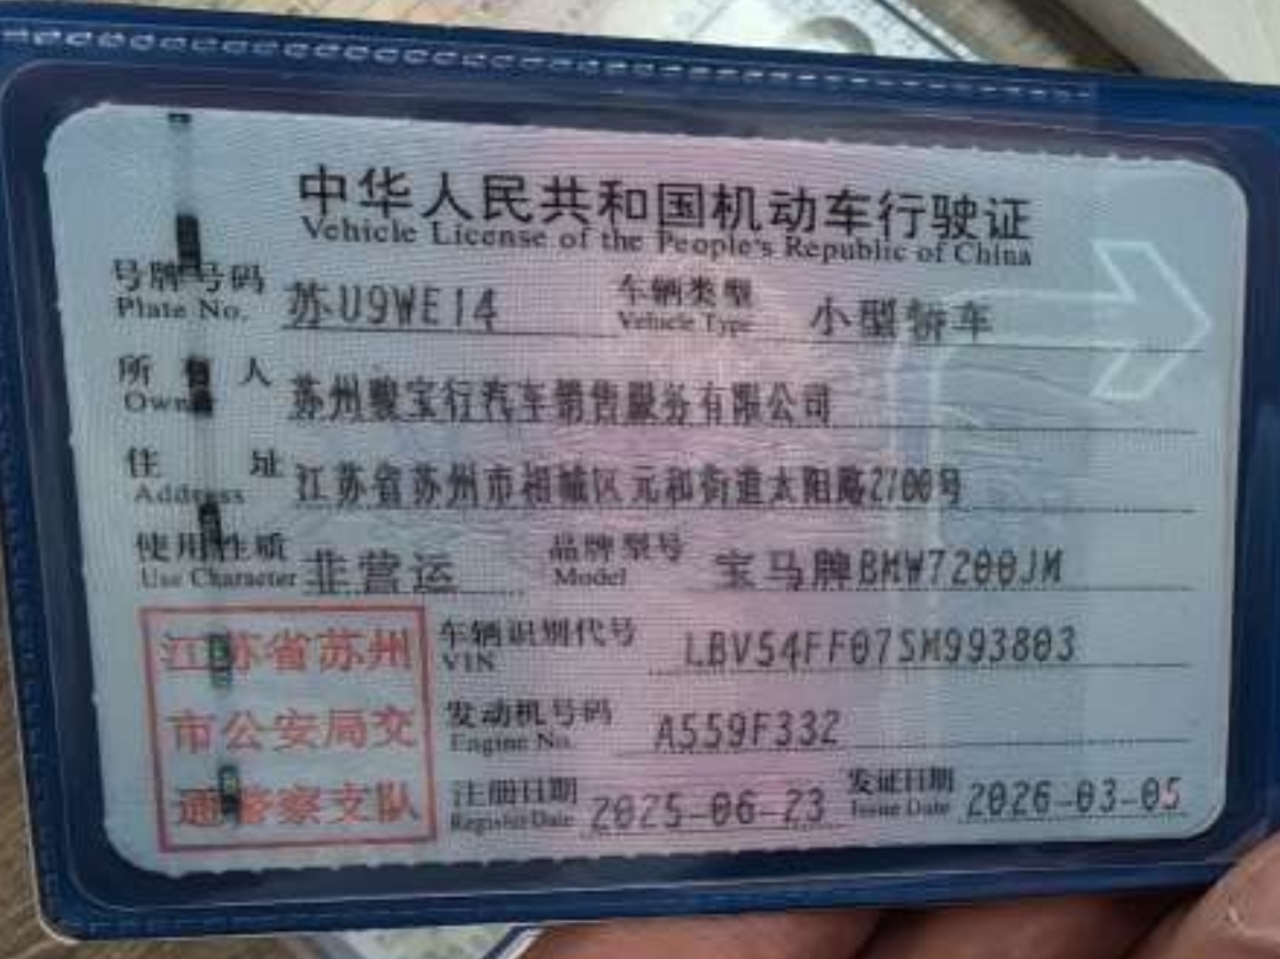 中华人民共和国机动车行驶证
Vehicle License of the People's Republic of China
号牌号码 苏U9WE14 车辆类型 小型轿车
Plate No. Vehicle Type
所有人 苏州骏宝行汽车销售服务有限公司
Owner
住址 江苏省苏州市相城区元和街道太阳路2700号
Address
使用性质 非营运 品牌型号 宝马牌BMW7200JM
Use Character Model
江苏省苏州
市公安局交
通警察支队
车辆识别代号 LBV54FF07SM993803
VIN
发动机号码 A559F332
Engine No.
注册日期 2025-06-23 发证日期 2026-03-05
Register Date Issue Date